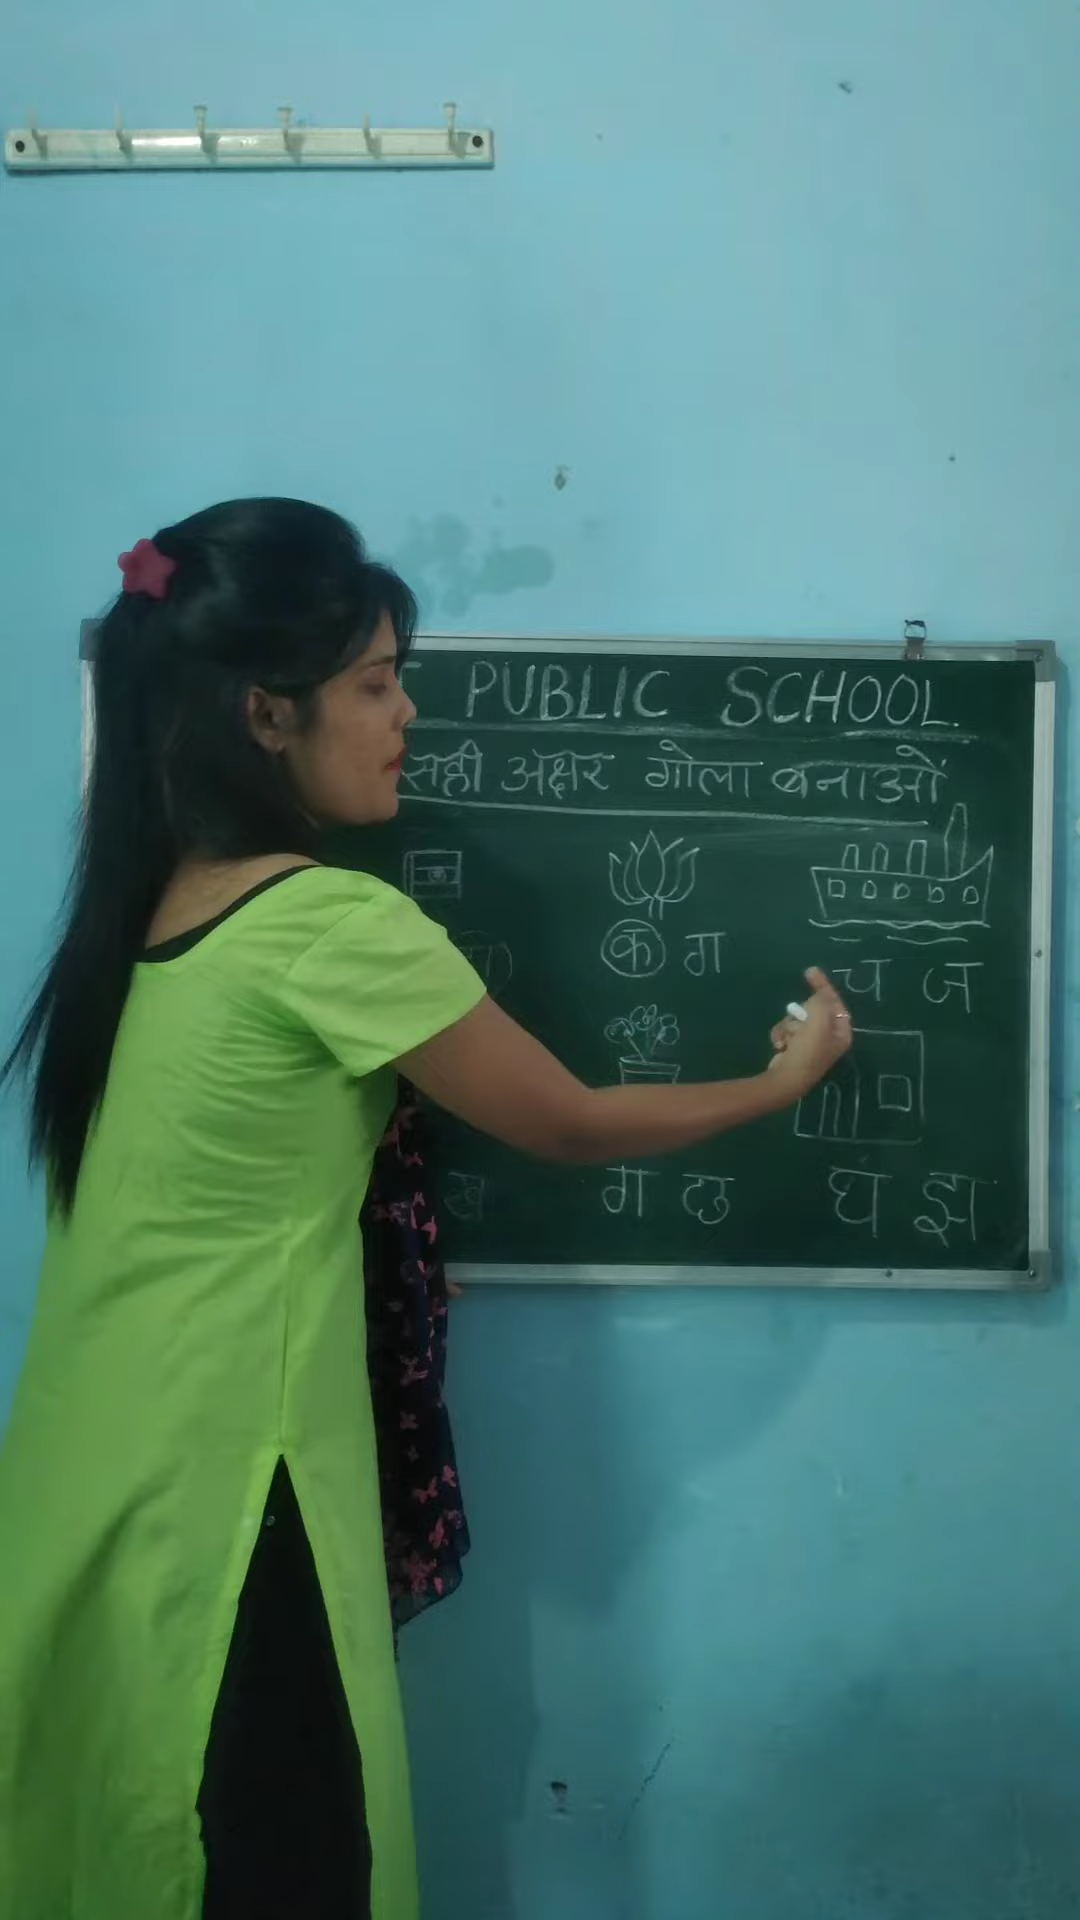 PUBLIC SCHOOL
सही अक्षर गोला बनाओं
क ग
च ज
ख ग छ घ झ